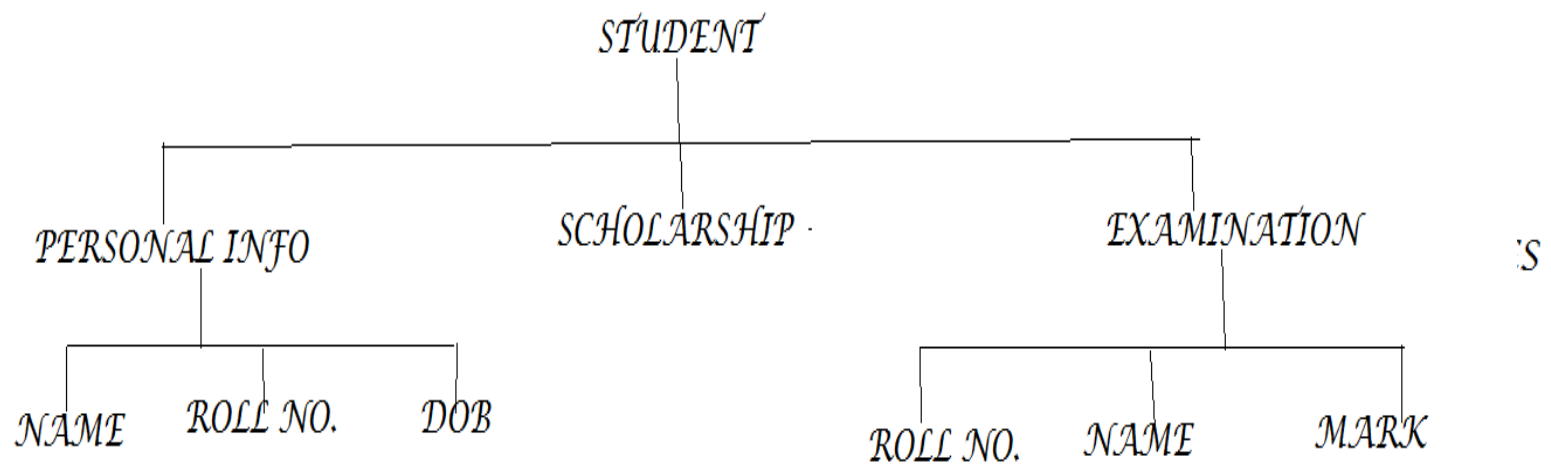 STUDENT
PERSONAL INFO
SCHOLARSHIP
EXAMINATION
NAME
ROLL NO.
DOB
ROLL NO.
NAME
MARK